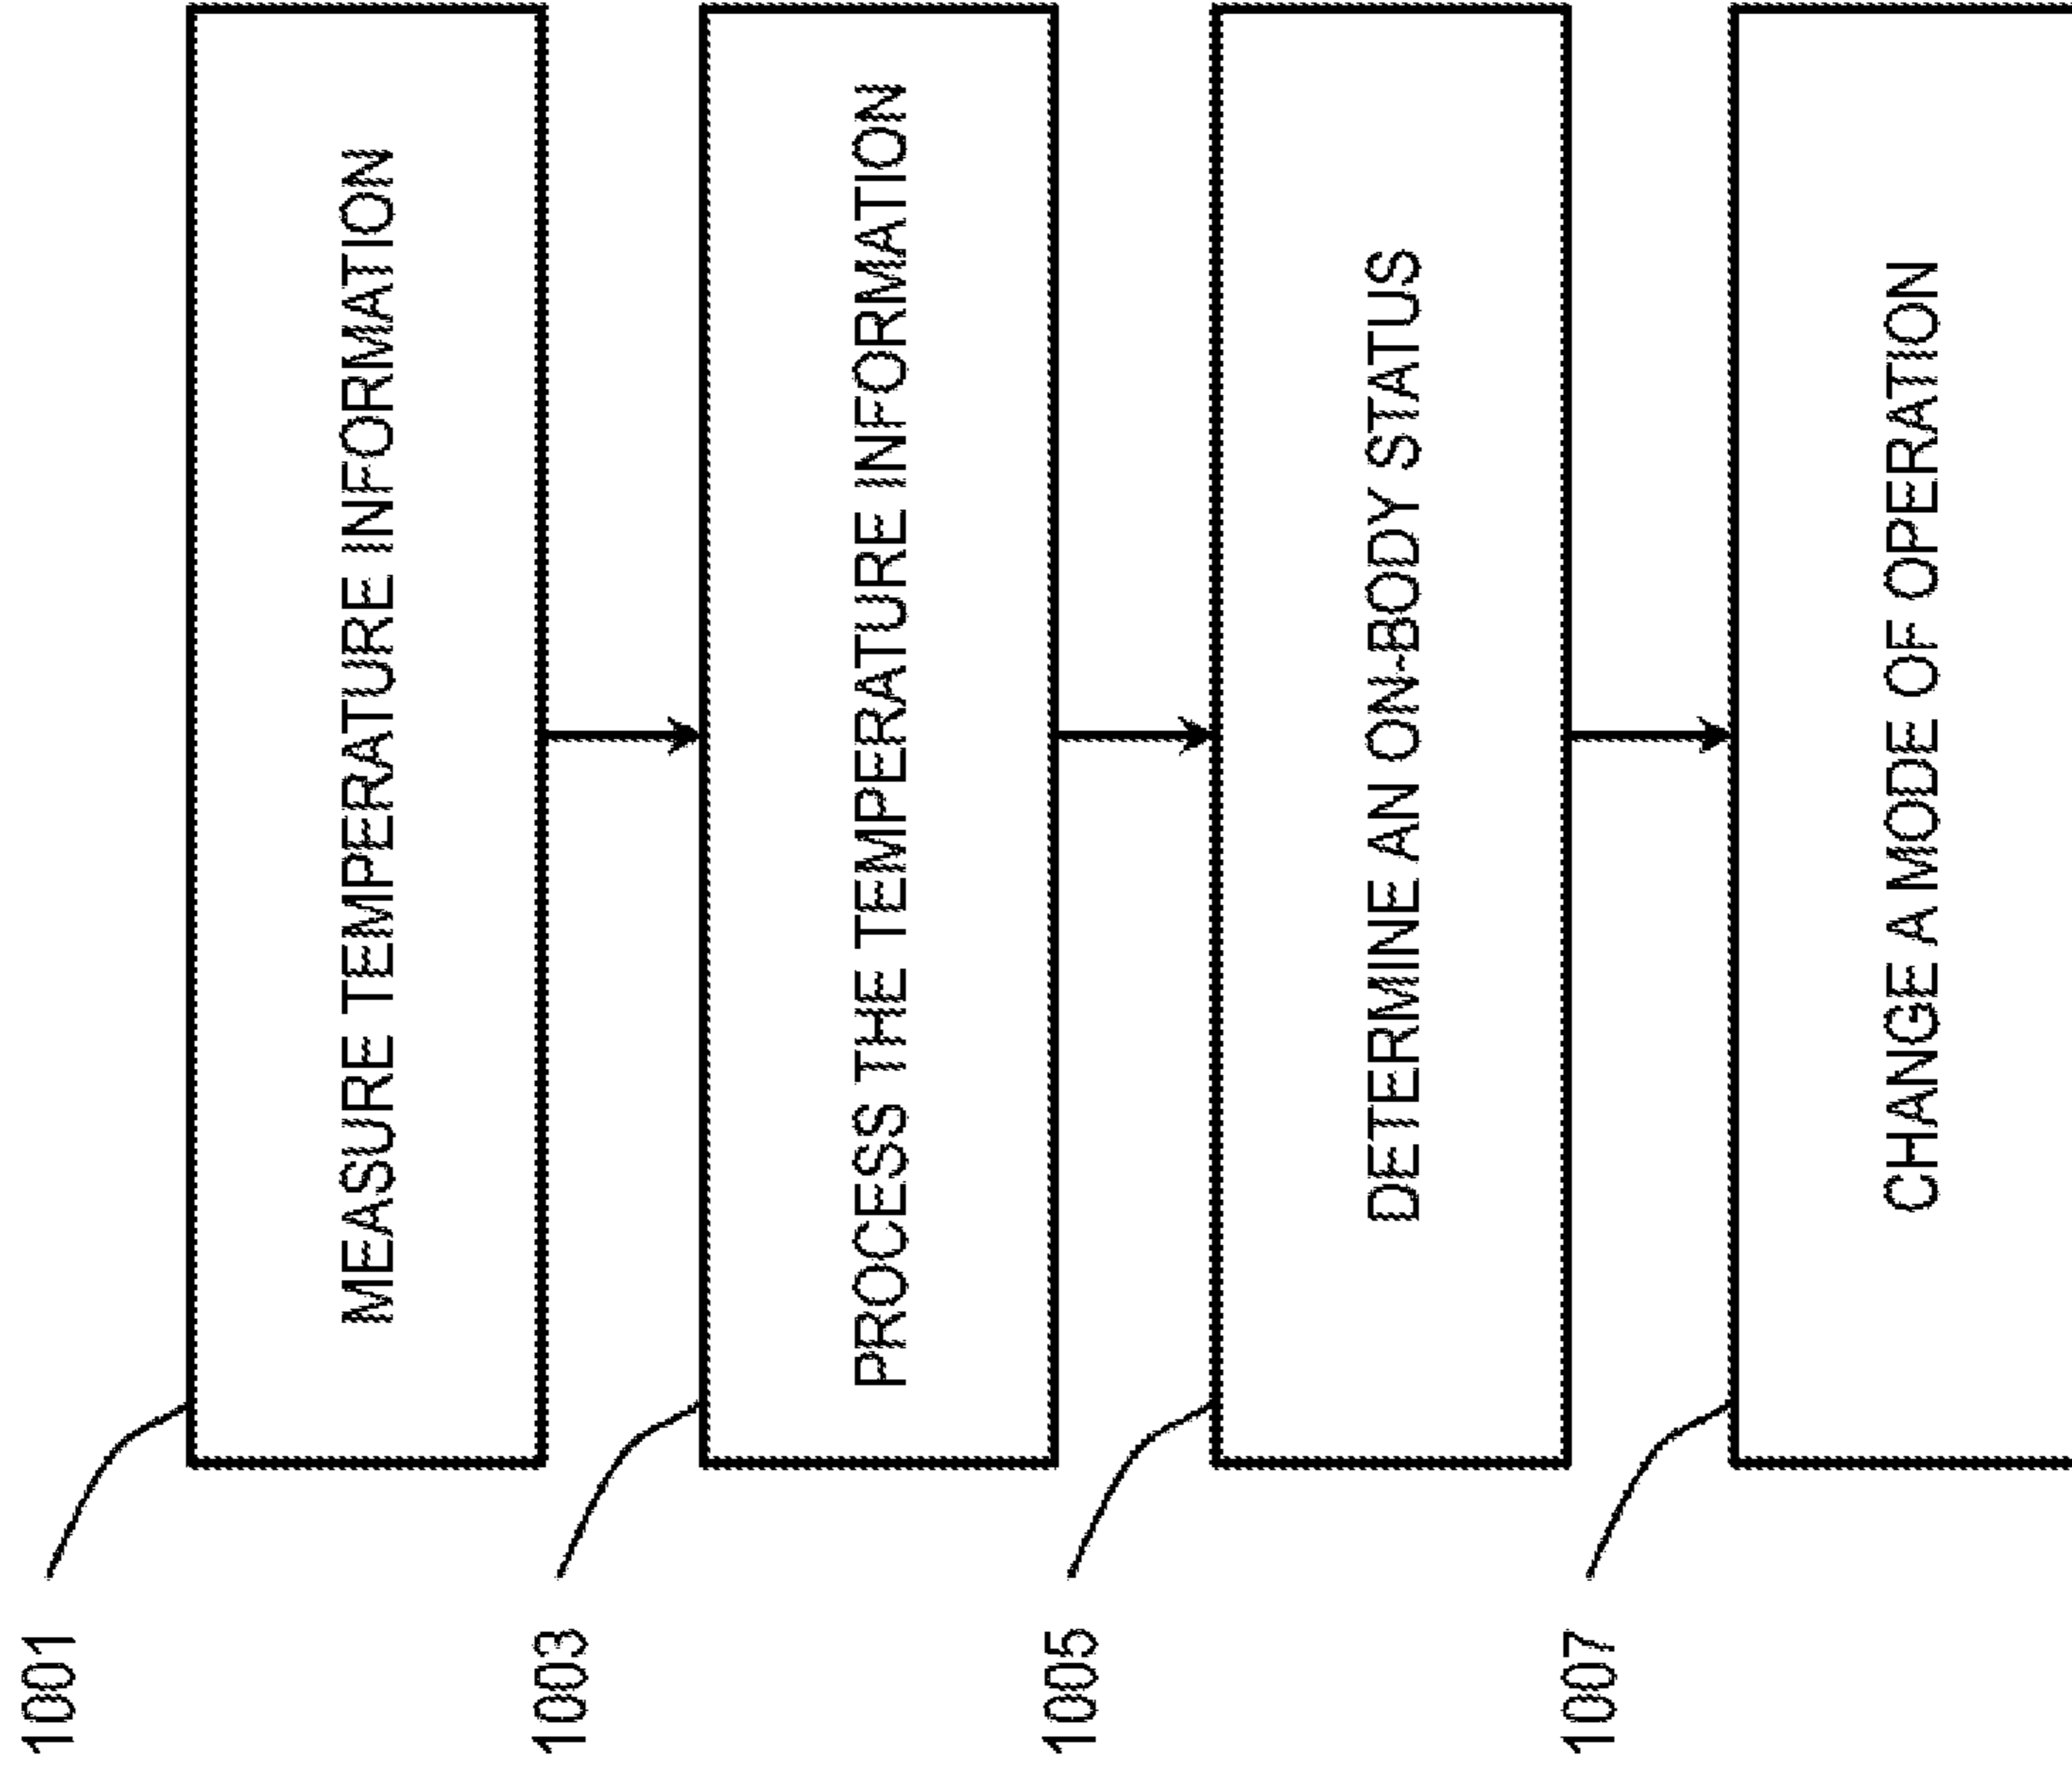 1001
MEASURE TEMPERATURE INFORMATION
1003
PROCESS THE TEMPERATURE INFORMATION
1005
DETERMINE AN ON-BODY STATUS
1007
CHANGE A MODE OF OPERATION